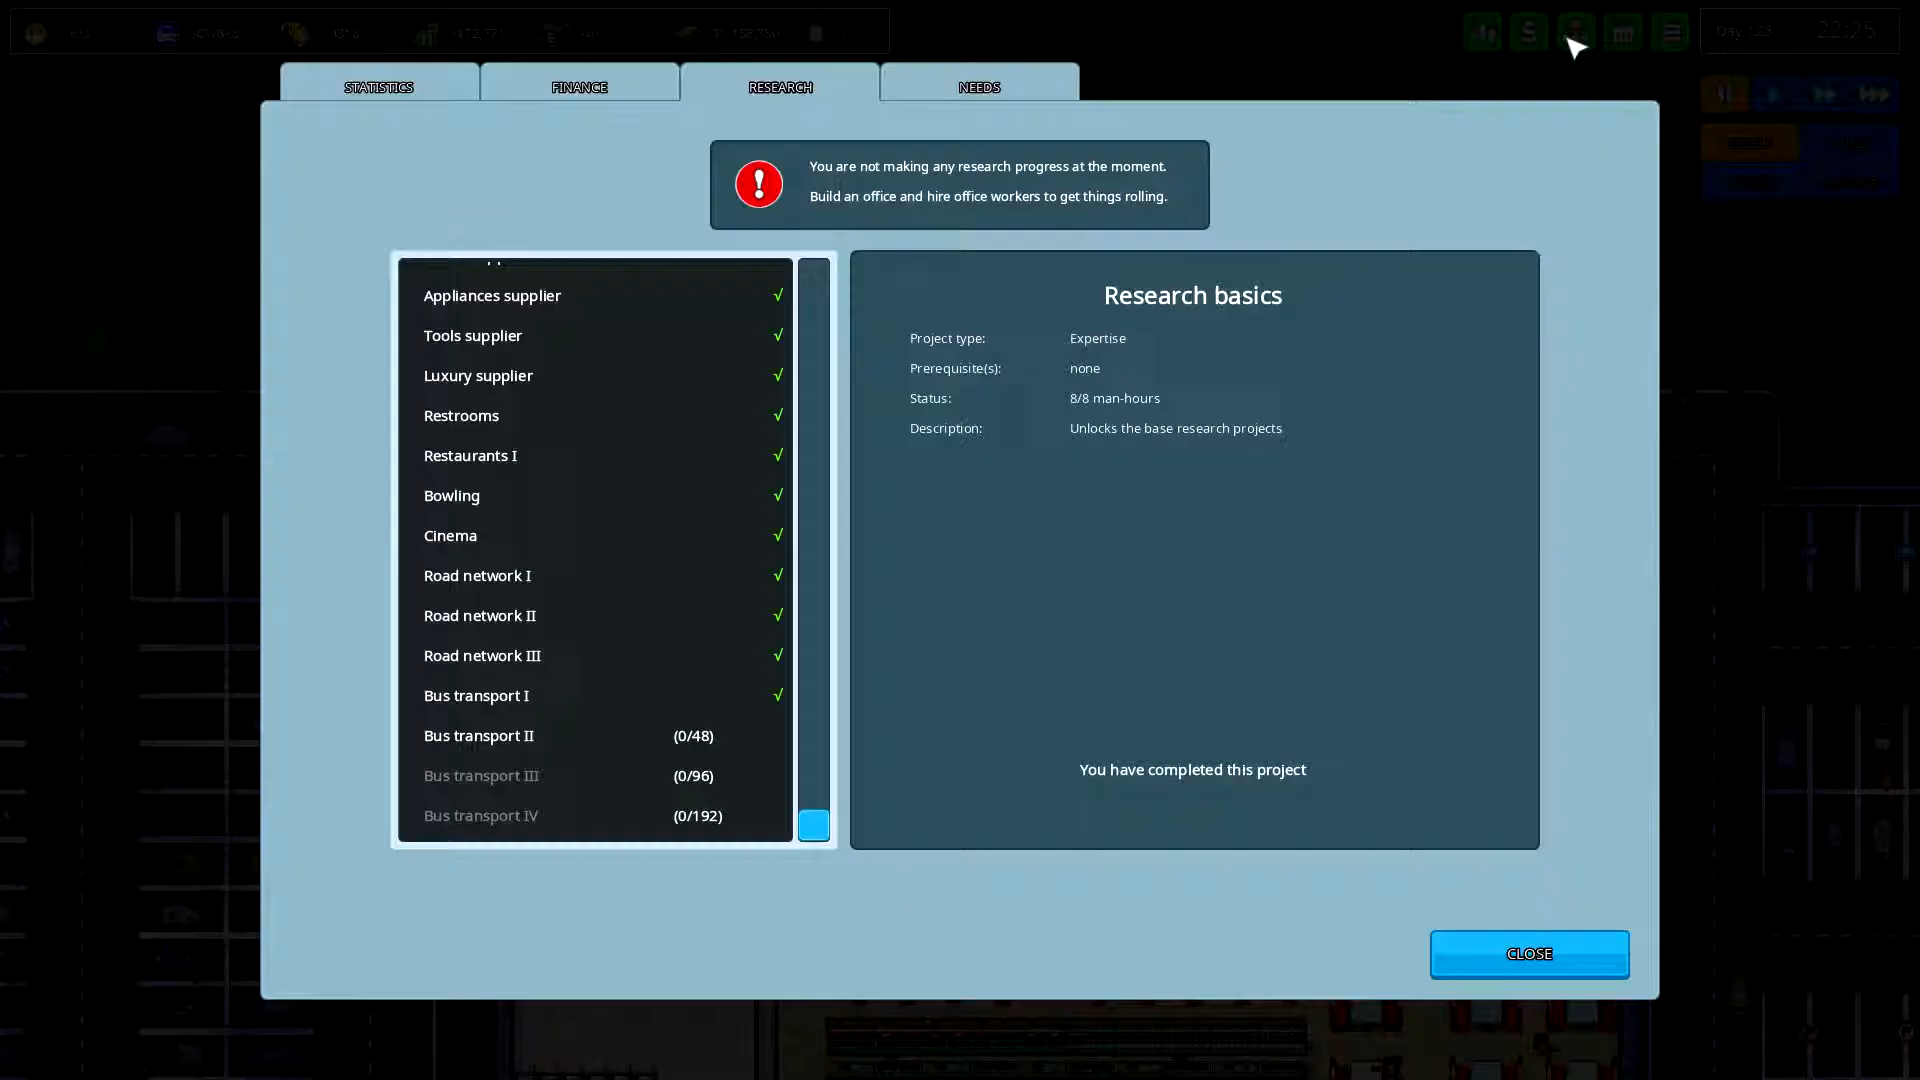 Day 123
22:25
STATISTICS
FINANCE
RESEARCH
NEEDS
You are not making any research progress at the moment.
Build an office and hire office workers to get things rolling.
Appliances supplier √
Tools supplier √
Luxury supplier √
Restrooms √
Restaurants I √
Bowling √
Cinema √
Road network I √
Road network II √
Road network III √
Bus transport I √
Bus transport II (0/48)
Bus transport III (0/96)
Bus transport IV (0/192)
Research basics
Project type: Expertise
Prerequisite(s): none
Status: 8/8 man-hours
Description: Unlocks the base research projects
You have completed this project
CLOSE